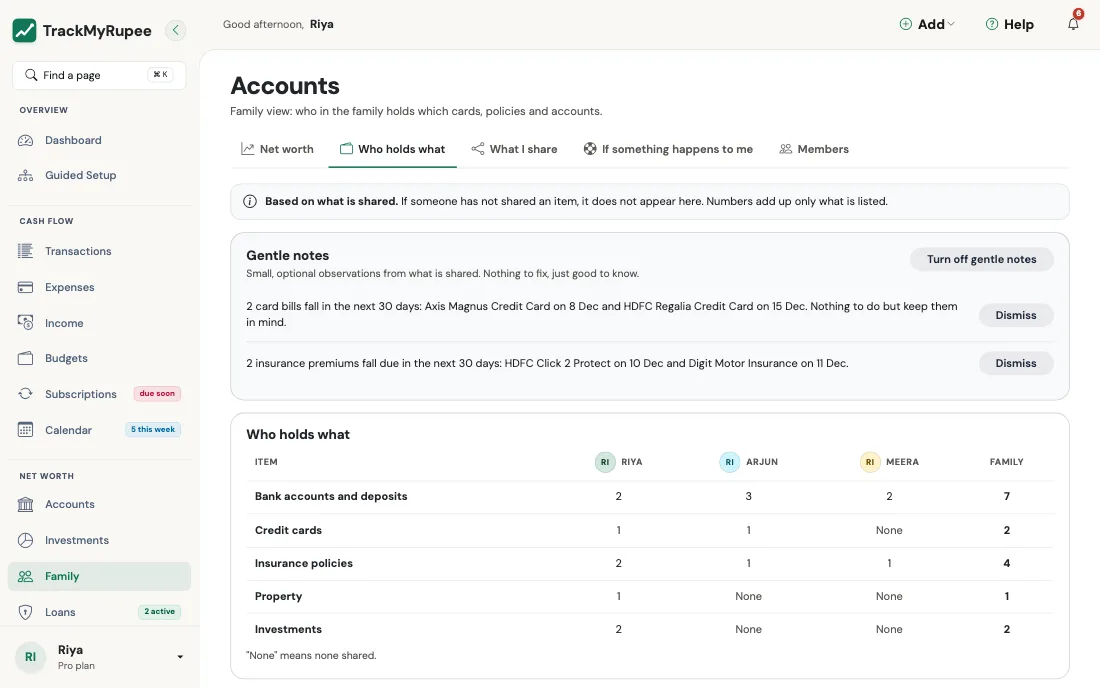 TrackMyRupee
Good afternoon, Riya
Add
Help
6
Find a page
⌘ K
OVERVIEW
Dashboard
Guided Setup
CASH FLOW
Transactions
Expenses
Income
Budgets
Subscriptions due soon
Calendar 5 this week
NET WORTH
Accounts
Investments
Family
Loans 2 active
RI
Riya
Pro plan
Accounts
Family view: who in the family holds which cards, policies and accounts.
Net worth Who holds what What I share If something happens to me Members
Based on what is shared. If someone has not shared an item, it does not appear here. Numbers add up only what is listed.
Gentle notes
Small, optional observations from what is shared. Nothing to fix, just good to know.
Turn off gentle notes
2 card bills fall in the next 30 days: Axis Magnus Credit Card on 8 Dec and HDFC Regalia Credit Card on 15 Dec. Nothing to do but keep them
in mind.
Dismiss
2 insurance premiums fall due in the next 30 days: HDFC Click 2 Protect on 10 Dec and Digit Motor Insurance on 11 Dec.
Dismiss
Who holds what
ITEM RI RIYA RI ARJUN RI MEERA FAMILY
Bank accounts and deposits 2 3 2 7
Credit cards 1 1 None 2
Insurance policies 2 1 1 4
Property 1 None None 1
Investments 2 None None 2
"None" means none shared.